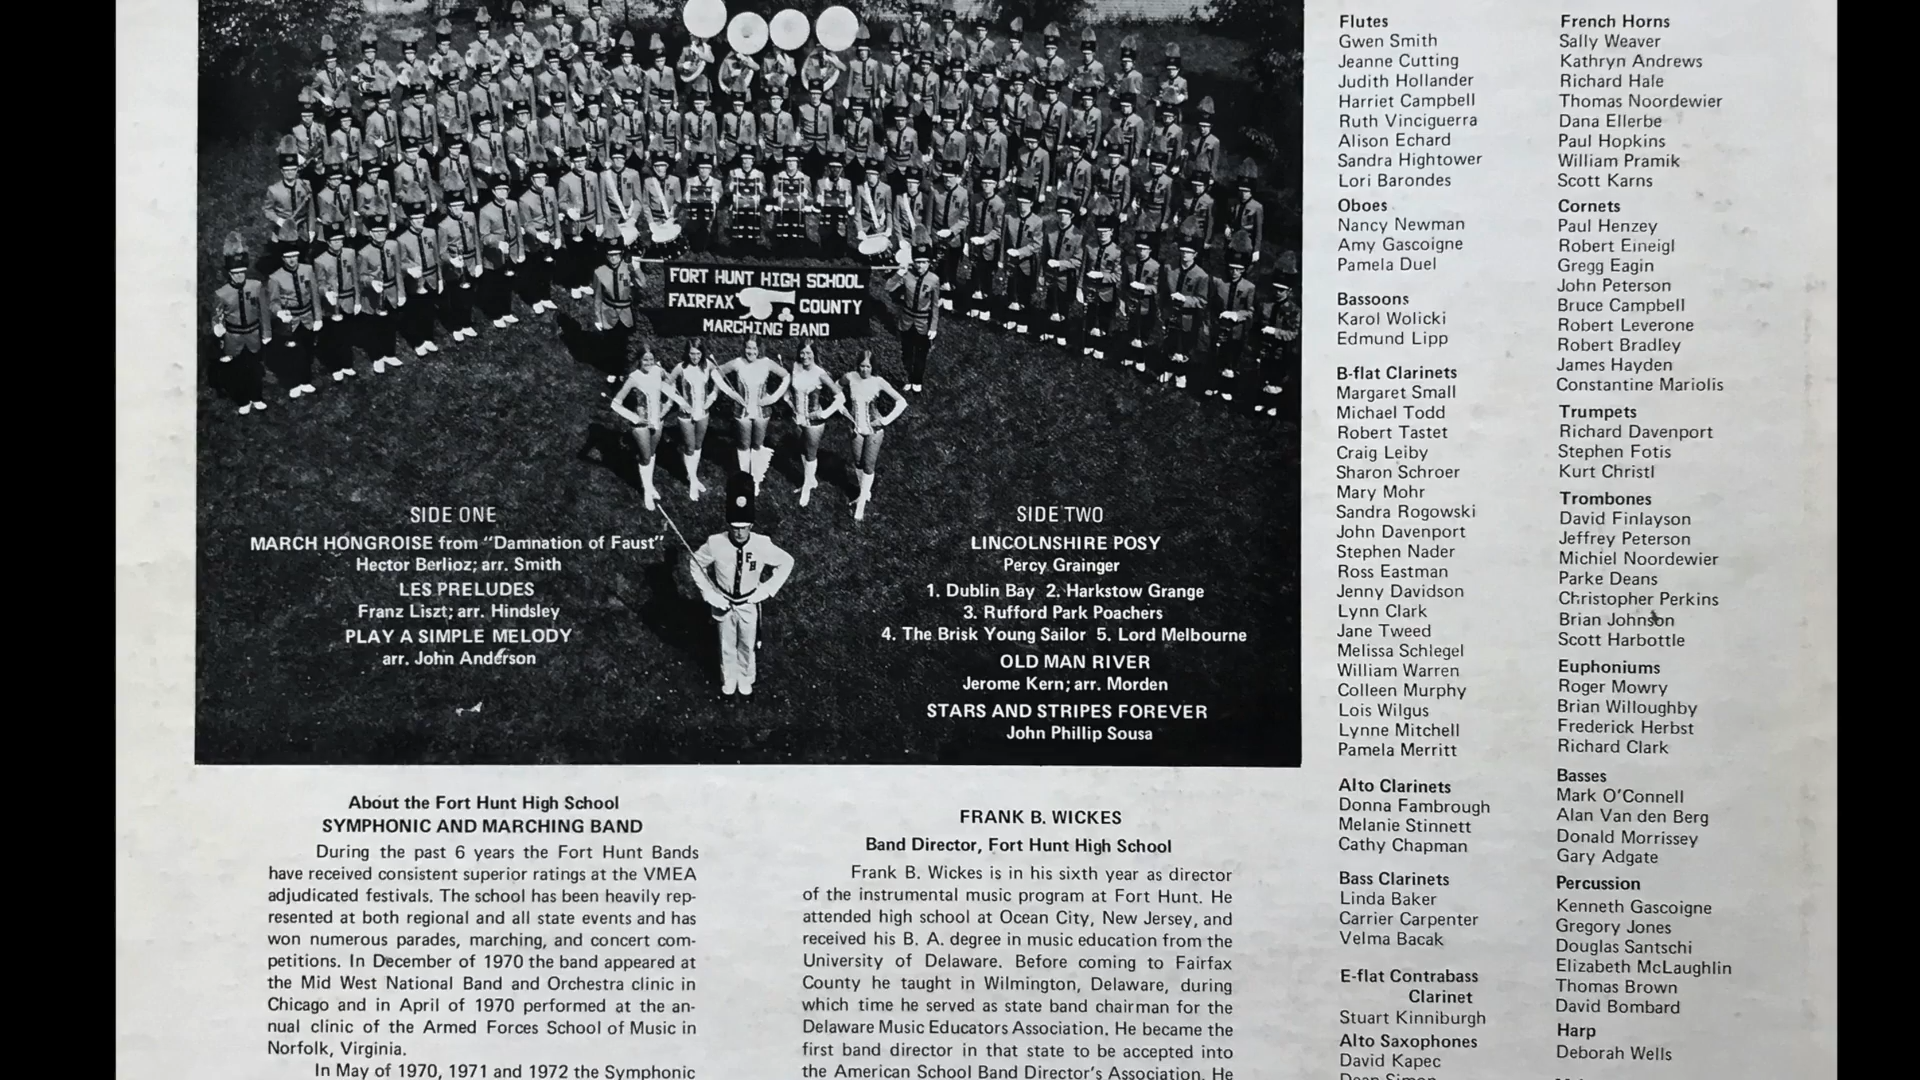 FORT HUNT HIGH SCHOOL
FAIRFAX COUNTY
MARCHING BAND
FH
SIDE ONE
MARCH HONGROISE from "Damnation of Faust"
Hector Berlioz; arr. Smith
LES PRELUDES
Franz Liszt; arr. Hindsley
PLAY A SIMPLE MELODY
arr. John Anderson
SIDE TWO
LINCOLNSHIRE POSY
Percy Grainger
1. Dublin Bay 2. Harkstow Grange
3. Rufford Park Poachers
4. The Brisk Young Sailor 5. Lord Melbourne
OLD MAN RIVER
Jerome Kern; arr. Morden
STARS AND STRIPES FOREVER
John Phillip Sousa
About the Fort Hunt High School
SYMPHONIC AND MARCHING BAND
During the past 6 years the Fort Hunt Bands
have received consistent superior ratings at the VMEA
adjudicated festivals. The school has been heavily rep-
resented at both regional and all state events and has
won numerous parades, marching, and concert com-
petitions. In December of 1970 the band appeared at
the Mid West National Band and Orchestra clinic in
Chicago and in April of 1970 performed at the an-
nual clinic of the Armed Forces School of Music in
Norfolk, Virginia.
In May of 1970, 1971 and 1972 the Symphonic
FRANK B. WICKES
Band Director, Fort Hunt High School
Frank B. Wickes is in his sixth year as director
of the instrumental music program at Fort Hunt. He
attended high school at Ocean City, New Jersey, and
received his B. A. degree in music education from the
University of Delaware. Before coming to Fairfax
County he taught in Wilmington, Delaware, during
which time he served as state band chairman for the
Delaware Music Educators Association. He became the
first band director in that state to be accepted into
the American School Band Director's Association. He
Flutes
Gwen Smith
Jeanne Cutting
Judith Hollander
Harriet Campbell
Ruth Vinciguerra
Alison Echard
Sandra Hightower
Lori Barondes
Oboes
Nancy Newman
Amy Gascoigne
Pamela Duel
Bassoons
Karol Wolicki
Edmund Lipp
B-flat Clarinets
Margaret Small
Michael Todd
Robert Tastet
Craig Leiby
Sharon Schroer
Mary Mohr
Sandra Rogowski
John Davenport
Stephen Nader
Ross Eastman
Jenny Davidson
Lynn Clark
Jane Tweed
Melissa Schlegel
William Warren
Colleen Murphy
Lois Wilgus
Lynne Mitchell
Pamela Merritt
Alto Clarinets
Donna Fambrough
Melanie Stinnett
Cathy Chapman
Bass Clarinets
Linda Baker
Carrier Carpenter
Velma Bacak
E-flat Contrabass
Clarinet
Stuart Kinniburgh
Alto Saxophones
David Kapec
French Horns
Sally Weaver
Kathryn Andrews
Richard Hale
Thomas Noordewier
Dana Ellerbe
Paul Hopkins
William Pramik
Scott Karns
Cornets
Paul Henzey
Robert Eineigl
Gregg Eagin
John Peterson
Bruce Campbell
Robert Leverone
Robert Bradley
James Hayden
Constantine Mariolis
Trumpets
Richard Davenport
Stephen Fotis
Kurt Christl
Trombones
David Finlayson
Jeffrey Peterson
Michiel Noordewier
Parke Deans
Christopher Perkins
Brian Johnson
Scott Harbottle
Euphoniums
Roger Mowry
Brian Willoughby
Frederick Herbst
Richard Clark
Basses
Mark O'Connell
Alan Van den Berg
Donald Morrissey
Gary Adgate
Percussion
Kenneth Gascoigne
Gregory Jones
Douglas Santschi
Elizabeth McLaughlin
Thomas Brown
David Bombard
Harp
Deborah Wells